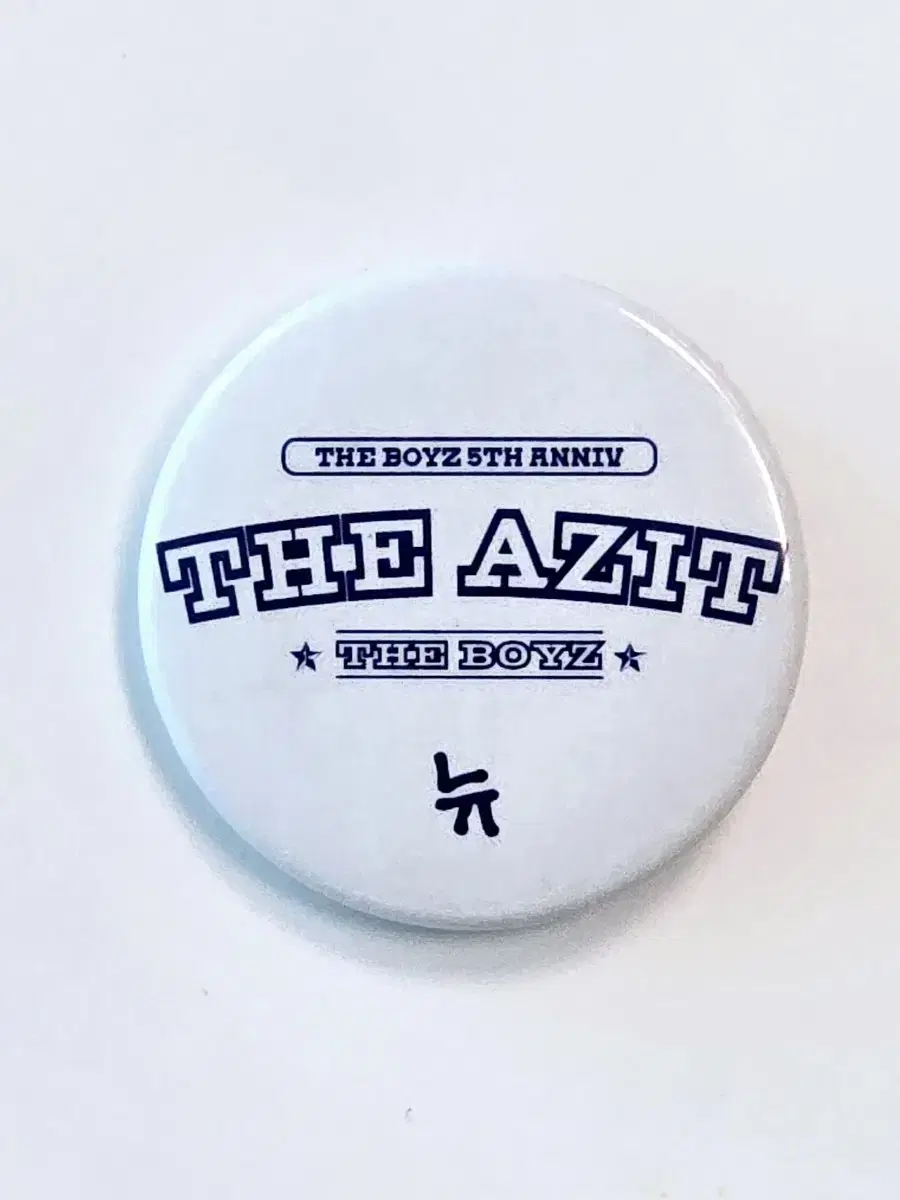 THE BOYZ 5TH ANNIV
THE AZIT
THE BOYZ
뉴